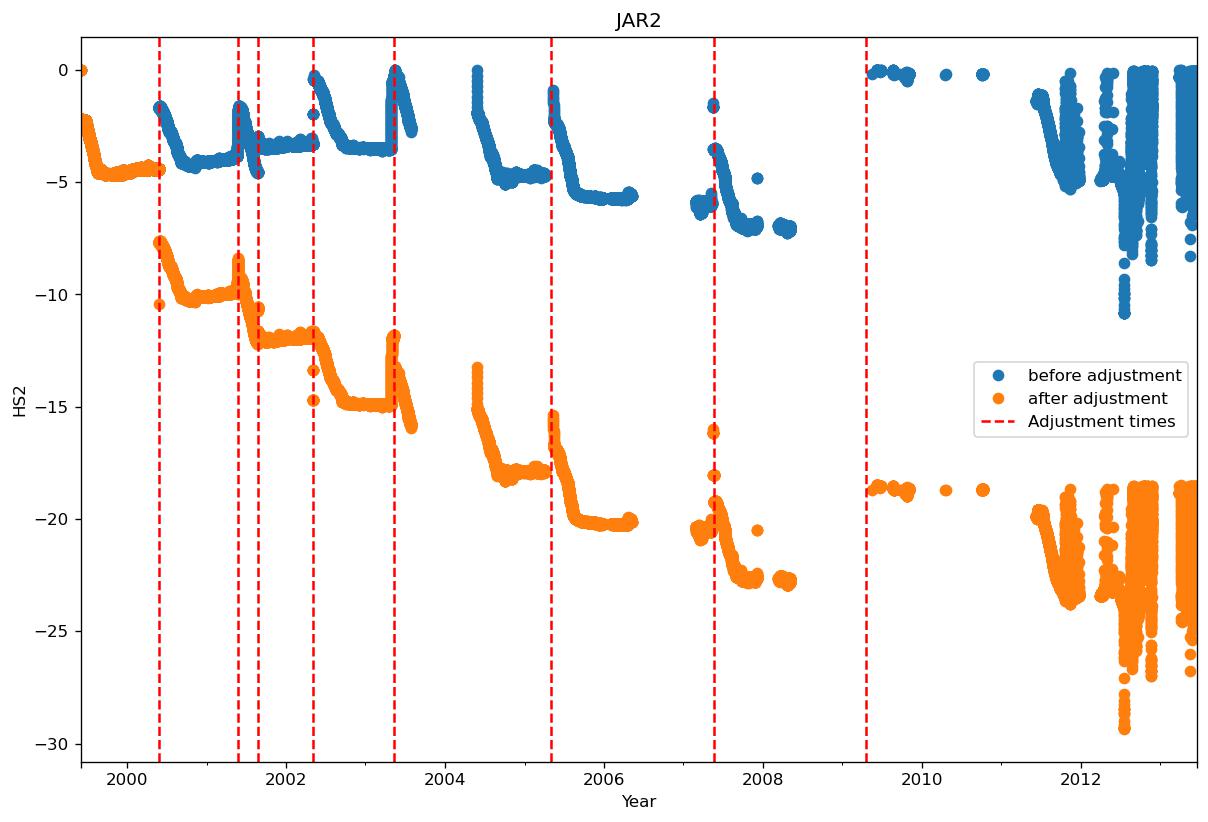 JAR2
0
−5
−10
−15
−20
−25
−30
HS2
before adjustment
after adjustment
Adjustment times
2000 2002 2004 2006 2008 2010 2012
Year